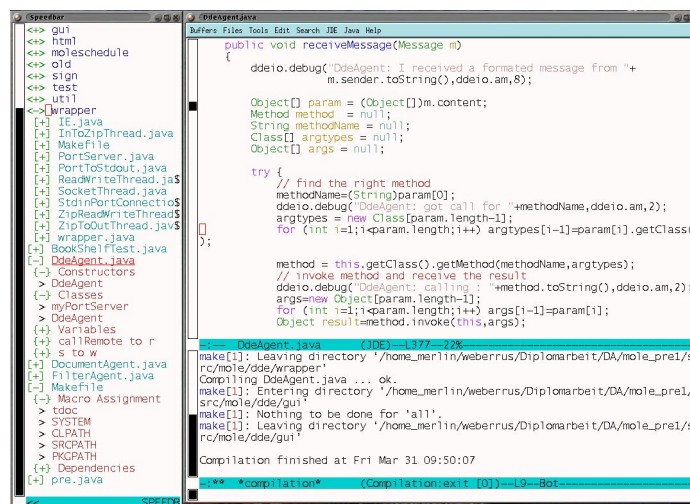 Speedbar
<+> gui
<+> html
<+> moleschedule
<+> old
<+> sign
<+> test
<+> util
<->wrapper
[+] IE.java
[+] InToZipThread.java
[+] Makefile
[+] PortServer.java
[+] PortToStdout.java
[+] ReadWriteThread.ja$
[+] SocketThread.java
[+] StdinPortConnectio$
[+] ZipReadWriteThread$
[+] ZipToOutThread.jav$
[+] wrapper.java
[+] BookShelfTest.java
[-] DdeAgent.java
{-} Constructors
> DdeAgent
{-} Classes
> myPortServer
> DdeAgent
{+} Variables
{+} callRemote to r
{+} s to w
[+] DocumentAgent.java
[+] FilterAgent.java
[-] Makefile
{-} Macro Assignment
> tdoc
> SYSTEM
> CLPATH
> SRCPATH
> PKGPATH
{+} Dependencies
[+] pre.java
<< SPEEDB
DdeAgent.java
Buffers Files Tools Edit Search JDE Java Help
public void receiveMessage(Message m)
{
ddeio.debug("DdeAgent: I received a formated message from "+
m.sender.toString(),ddeio.am,8);
Object[] param = (Object[])m.content;
Method method = null;
String methodName = null;
Class[] argtypes = null;
Object[] args = null;
try {
// find the right method
methodName=(String)param[0];
ddeio.debug("DdeAgent: got call for "+methodName,ddeio.am,2);
argtypes = new Class[param.length-1];
for (int i=1;i<param.length;i++) argtypes[i-1]=param[i].getClass(
);
method = this.getClass().getMethod(methodName,argtypes);
// invoke method and receive the result
ddeio.debug("DdeAgent: calling : "+method.toString(),ddeio.am,2);
args=new Object[param.length-1];
for (int i=1;i<param.length;i++) args[i-1]=param[i];
Object result=method.invoke(this,args);
-:-- DdeAgent.java (JDE)--L377--22%
make[1]: Leaving directory '/home_merlin/weberrus/Diplomarbeit/DA/mole_pre1/s
rc/mole/dde/wrapper'
Compiling DdeAgent.java ... ok.
make[1]: Entering directory '/home_merlin/weberrus/Diplomarbeit/DA/mole_pre1/
src/mole/dde/gui'
make[1]: Nothing to be done for 'all'.
make[1]: Leaving directory '/home_merlin/weberrus/Diplomarbeit/DA/mole_pre1/s
rc/mole/dde/gui'
Compilation finished at Fri Mar 31 09:50:07
-:** *compilation* (Compilation:exit [0])--L9--Bot